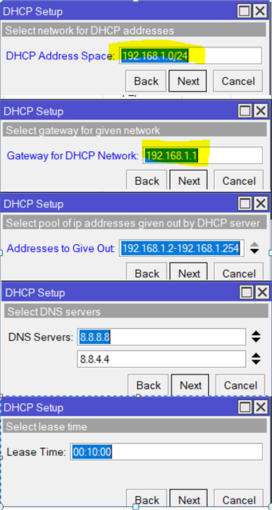 DHCP Setup
Select network for DHCP addresses
DHCP Address Space: 192.168.1.0/24
Back Next Cancel
DHCP Setup
Select gateway for given network
Gateway for DHCP Network: 192.168.1.1
Back Next Cancel
DHCP Setup
Select pool of ip addresses given out by DHCP server
Addresses to Give Out: 192.168.1.2-192.168.1.254
Back Next Cancel
DHCP Setup
Select DNS servers
DNS Servers: 8.8.8.8
8.8.4.4
Back Next Cancel
DHCP Setup
Select lease time
Lease Time: 00:10:00
Back Next Cancel